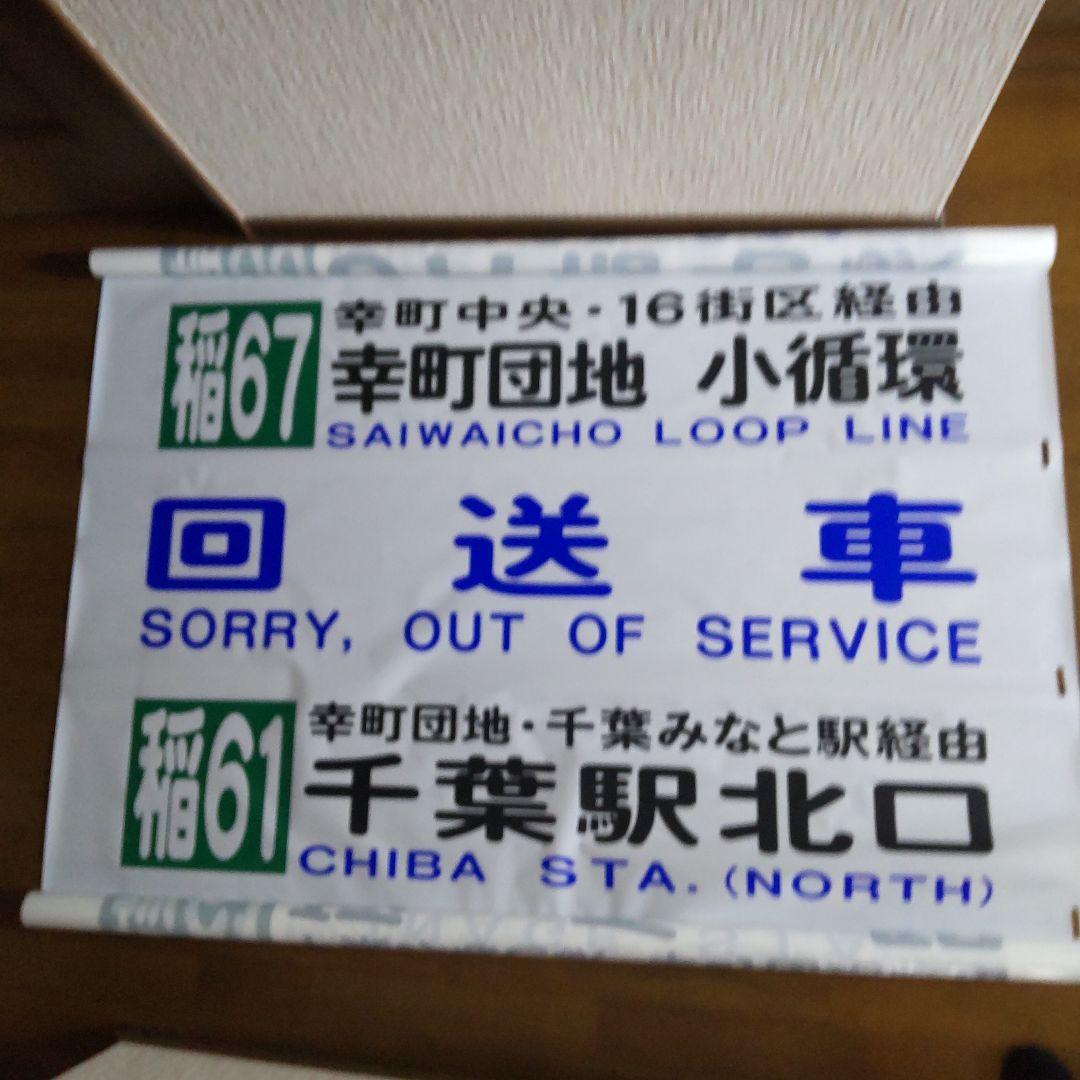 稲67
幸町中央・16街区経由
幸町団地 小循環
SAIWAICHO LOOP LINE
回送車
SORRY, OUT OF SERVICE
稲61
幸町団地・千葉みなと駅経由
千葉駅北口
CHIBA STA. (NORTH)